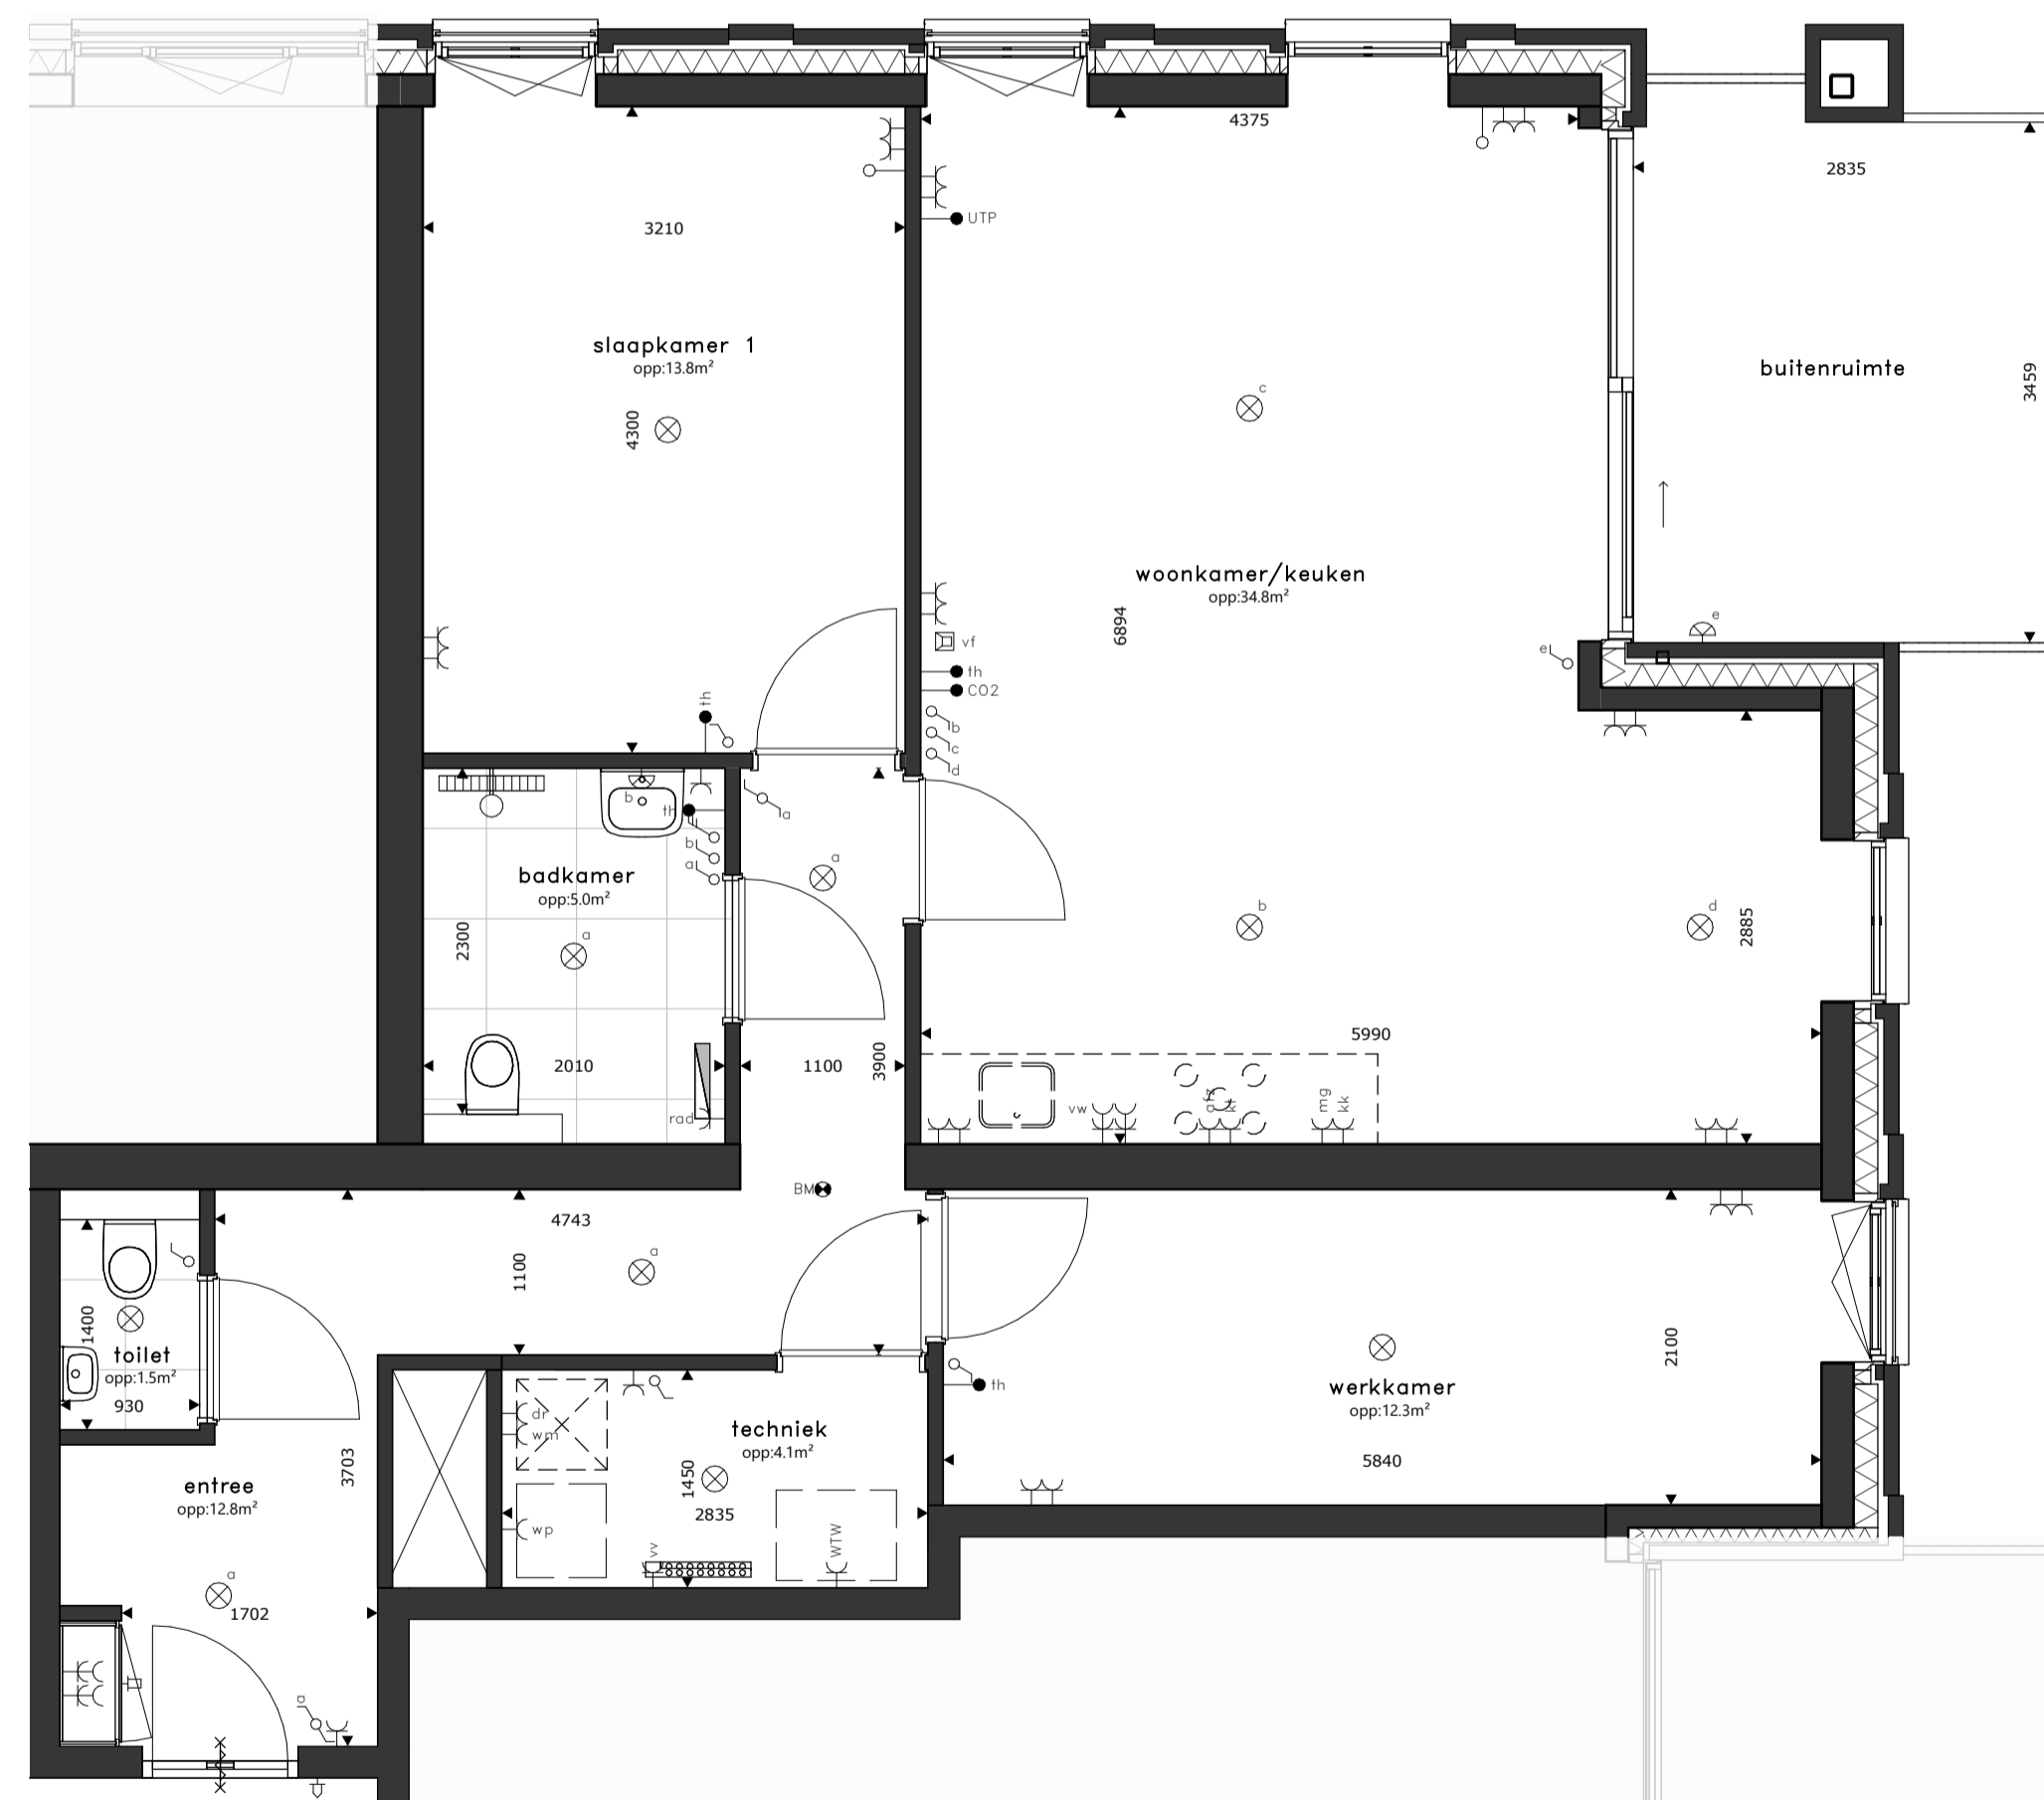 4375
2835
UTP
3210
slaapkamer 1
opp:13.8m²
4300
c
buitenruimte
3459
woonkamer/keuken
opp:34.8m²
6894
vf
th
CO2
b
c
d
e
e
th
b
th
b
a
a
a
badkamer
opp:5.0m²
a
2300
b
d
2885
5990
2010
1100
3900
rad
vw
mg
kk
BM
4743
1100
a
1400
toilet
opp:1.5m²
930
2100
th
werkkamer
opp:12.3m²
5840
entree
opp:12.8m²
3703
dr
wm
techniek
opp:4.1m²
1450
2835
wp
vv
WTW
a
1702
a